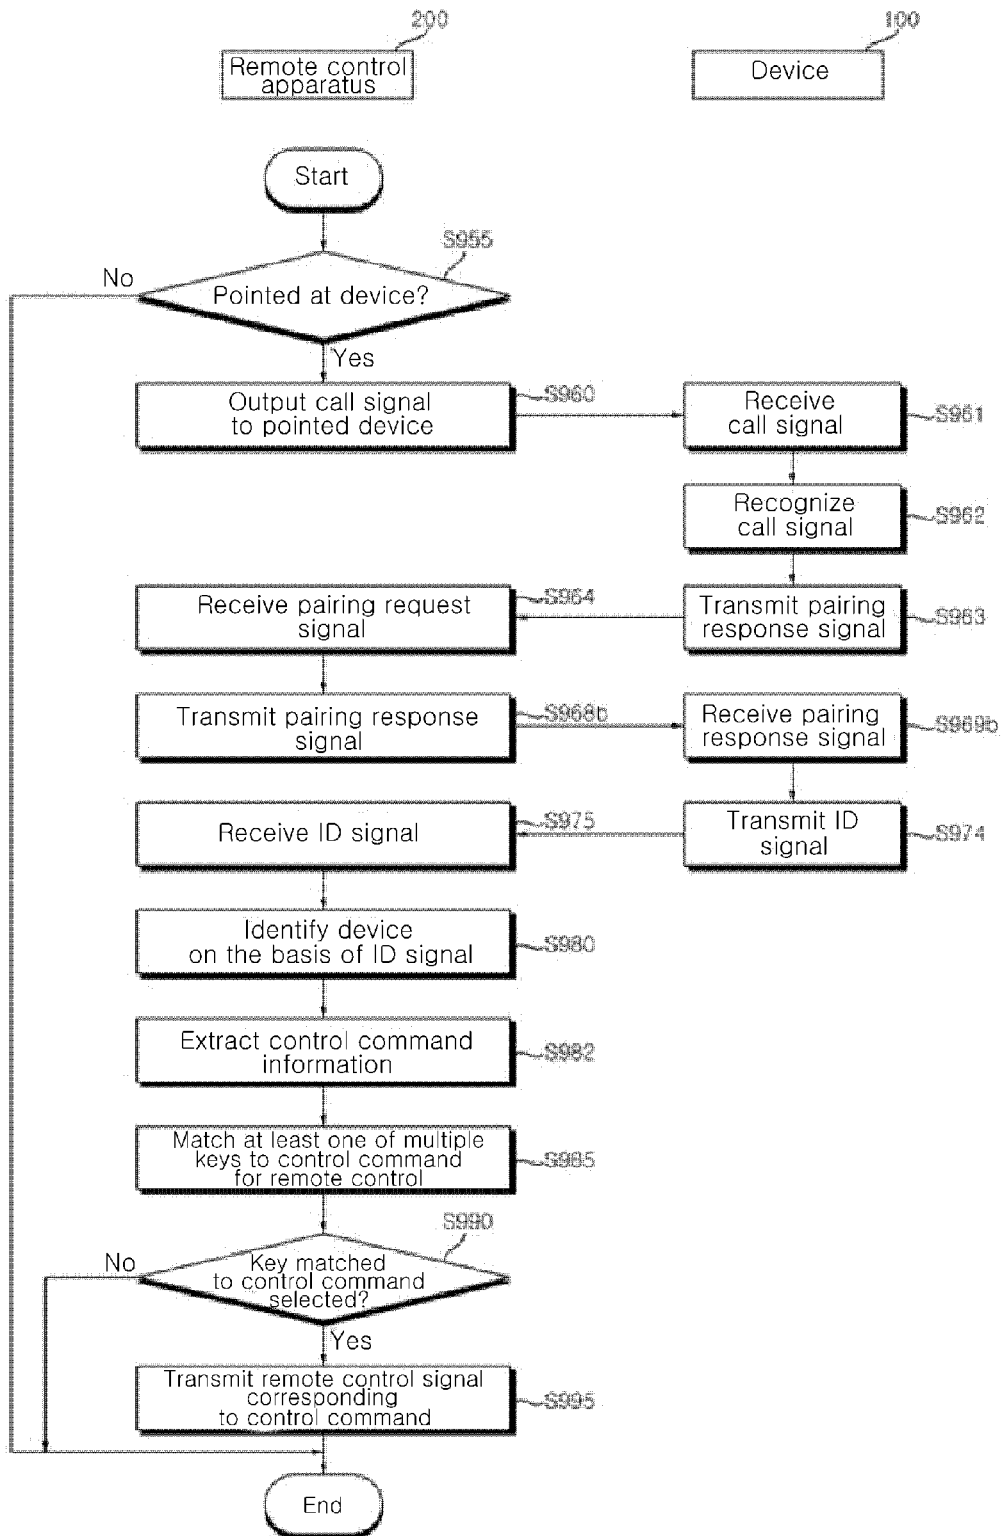 200
100
Remote control
apparatus
Device
Start
S955
No
Pointed at device?
Yes
Output call signal
to pointed device
S960
Receive
call signal
S961
Recognize
call signal
S962
Receive pairing request
signal
S964
Transmit pairing
response signal
S963
Transmit pairing response
signal
S968b
Receive pairing
response signal
S969b
Receive ID signal
S975
Transmit ID
signal
S974
Identify device
on the basis of ID signal
S980
Extract control command
information
S982
Match at least one of multiple
keys to control command
for remote control
S985
S990
No
Key matched
to control command
selected?
Yes
Transmit remote control signal
corresponding
to control command
S995
End